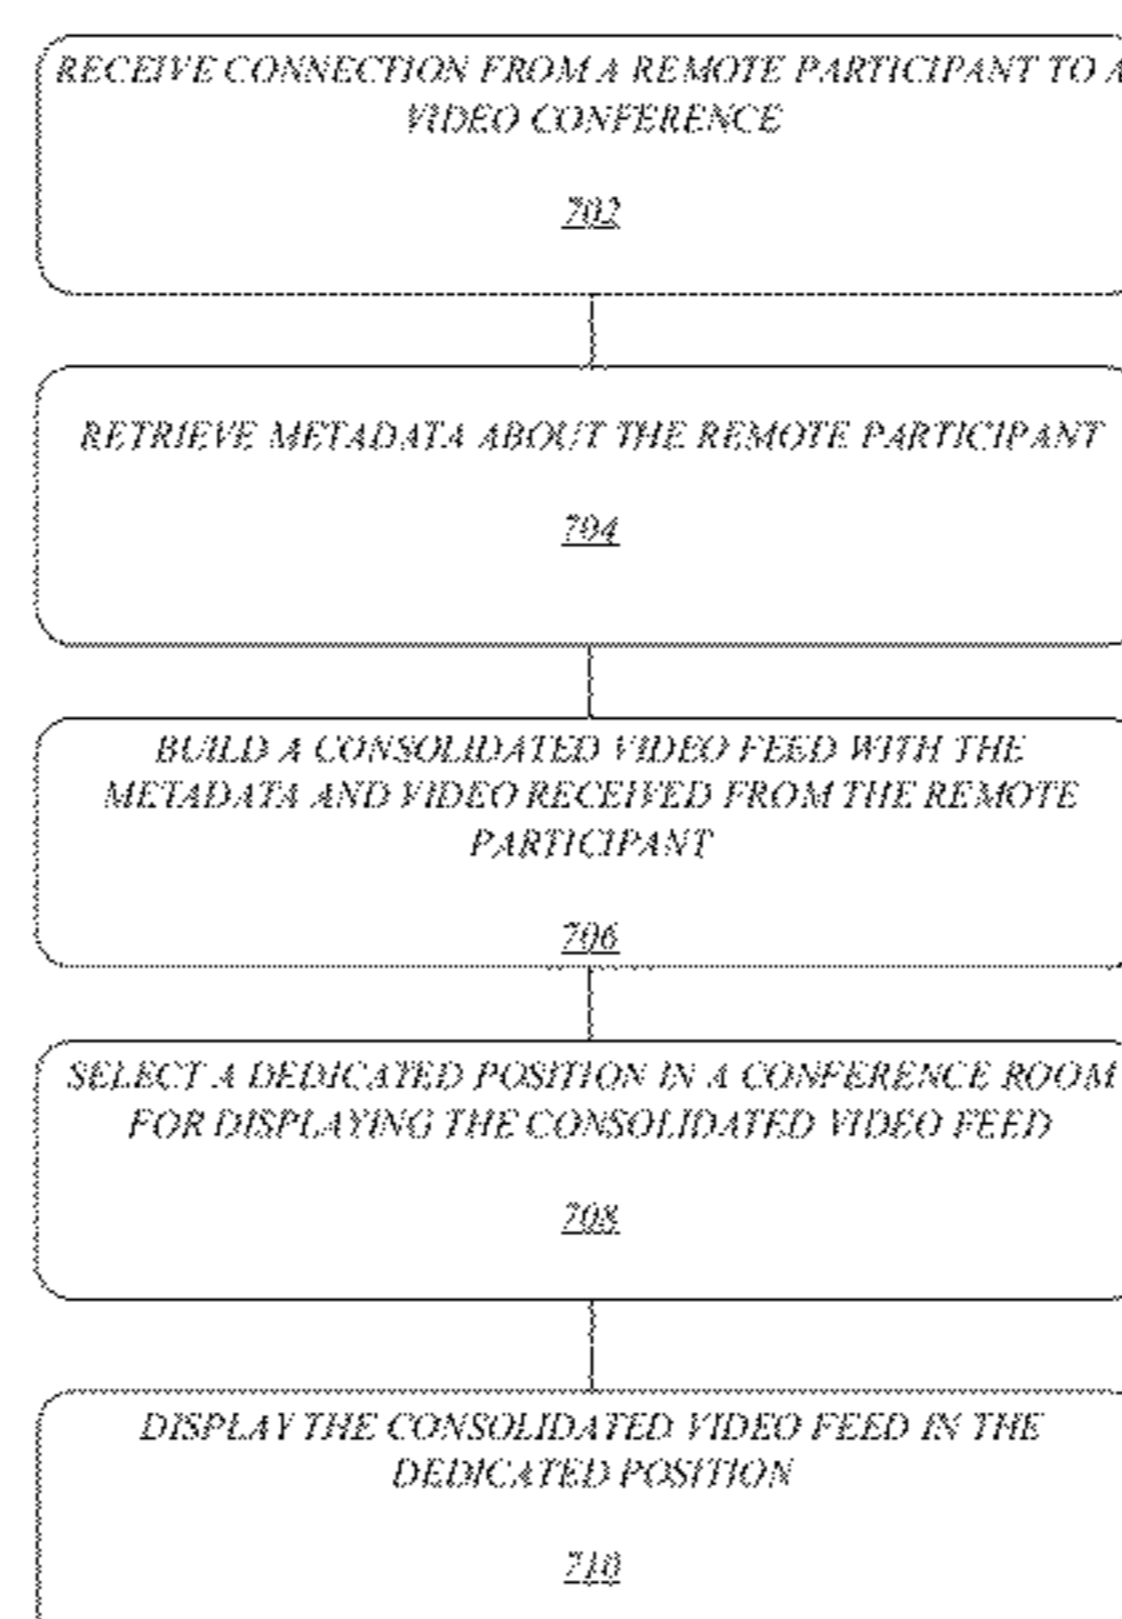 RECEIVE CONNECTION FROM A REMOTE PARTICIPANT TO A
VIDEO CONFERENCE
702
RETRIEVE METADATA ABOUT THE REMOTE PARTICIPANT
704
BUILD A CONSOLIDATED VIDEO FEED WITH THE
METADATA AND VIDEO RECEIVED FROM THE REMOTE
PARTICIPANT
706
SELECT A DEDICATED POSITION IN A CONFERENCE ROOM
FOR DISPLAYING THE CONSOLIDATED VIDEO FEED
708
DISPLAY THE CONSOLIDATED VIDEO FEED IN THE
DEDICATED POSITION
710